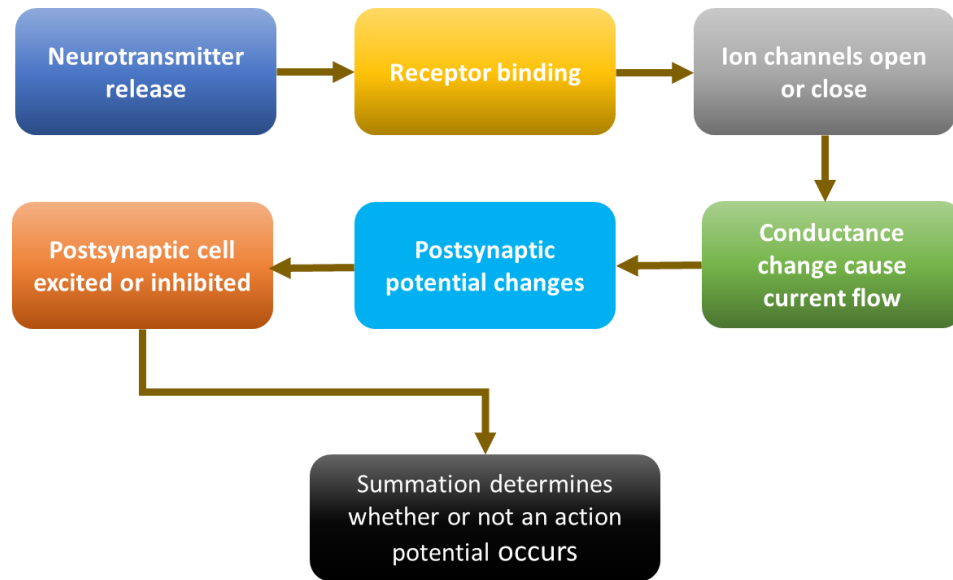 Neurotransmitter
release
Receptor binding
Ion channels open
or close
Conductance
change cause
current flow
Postsynaptic
potential changes
Postsynaptic cell
excited or inhibited
Summation determines
whether or not an action
potential occurs